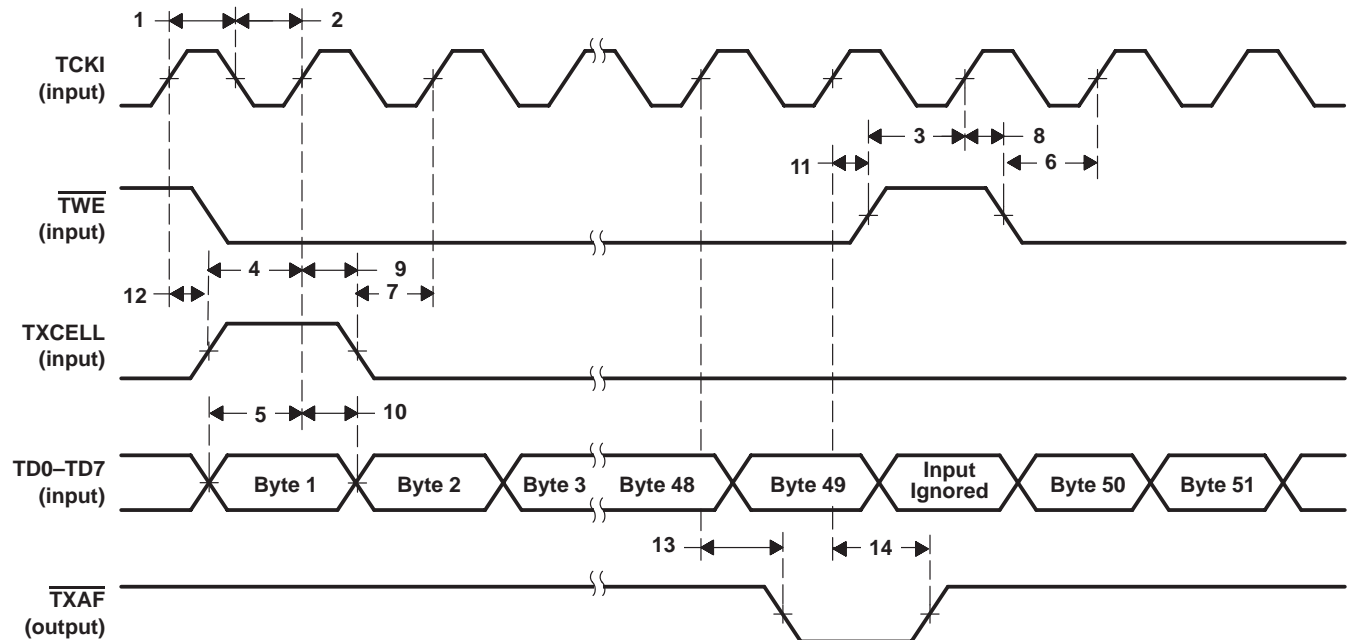 1 2
TCKI
(input)
3 8
11 6
TWE
(input)
4 9
12 7
TXCELL
(input)
5 10
TD0–TD7
(input)
Byte 1 Byte 2 Byte 3 Byte 48 Byte 49 Input Ignored Byte 50 Byte 51
13 14
TXAF
(output)